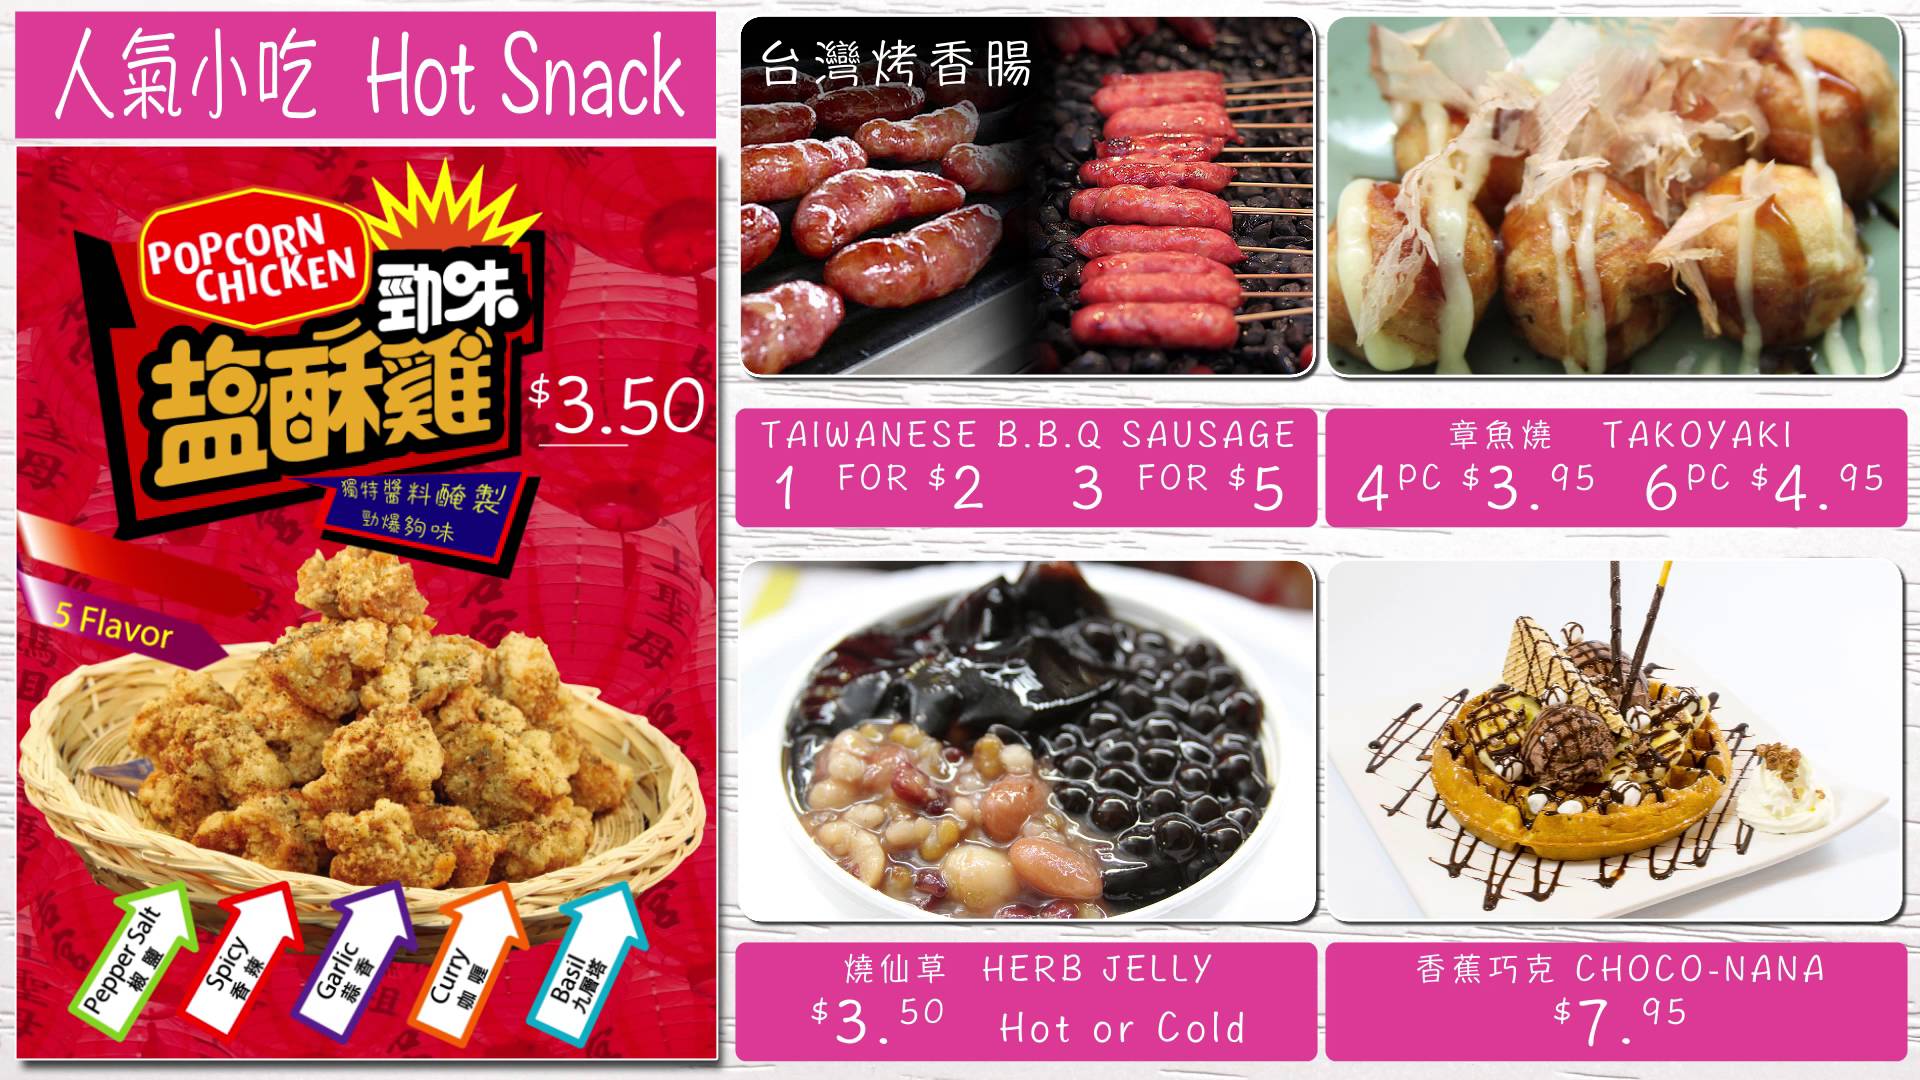 人氣小吃 Hot Snack
POPCORN
CHICKEN
勁味
鹽酥雞
$3.50
獨特醬料醃製
勁爆夠味
5 Flavor
Pepper Salt
椒鹽
Spicy
香辣
Garlic
蒜香
Curry
咖喱
Basil
九層塔
台灣烤香腸
TAIWANESE B.B.Q SAUSAGE
1 FOR $2 3 FOR $5
章魚燒 TAKOYAKI
4PC $3.95 6PC $4.95
燒仙草 HERB JELLY
$3.50 Hot or Cold
香蕉巧克 CHOCO-NANA
$7.95